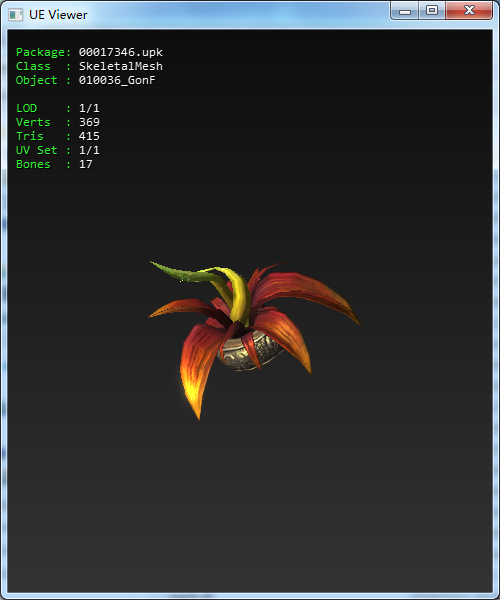 UE Viewer
Package: 00017346.upk
Class  : SkeletalMesh
Object : 010036_GonF
LOD    : 1/1
Verts  : 369
Tris   : 415
UV Set : 1/1
Bones  : 17